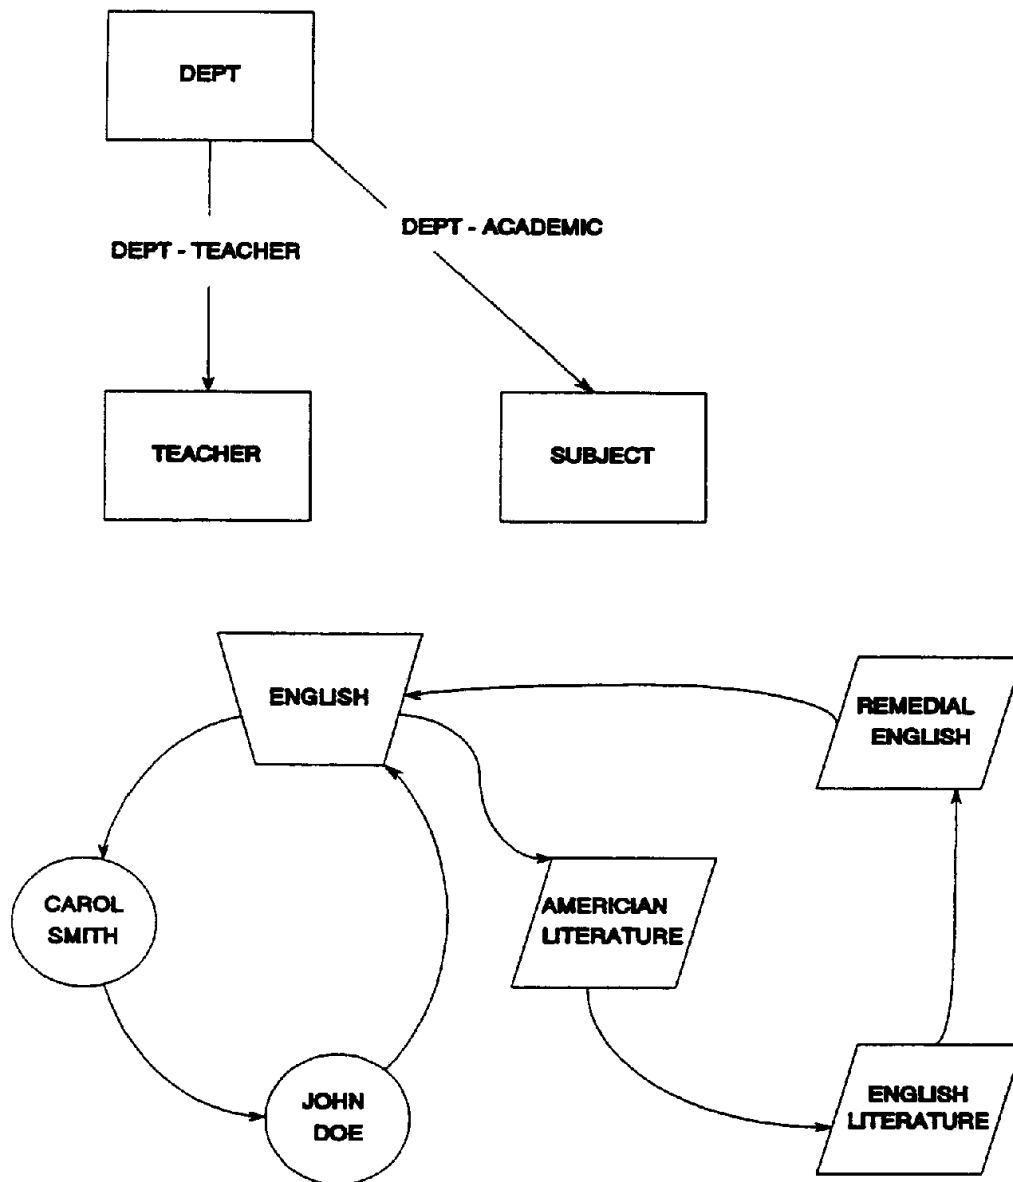 DEPT
DEPT - ACADEMIC
DEPT - TEACHER
TEACHER
SUBJECT
ENGLISH
REMEDIAL
ENGLISH
CAROL
SMITH
AMERICIAN
LITERATURE
JOHN
DOE
ENGLISH
LITERATURE